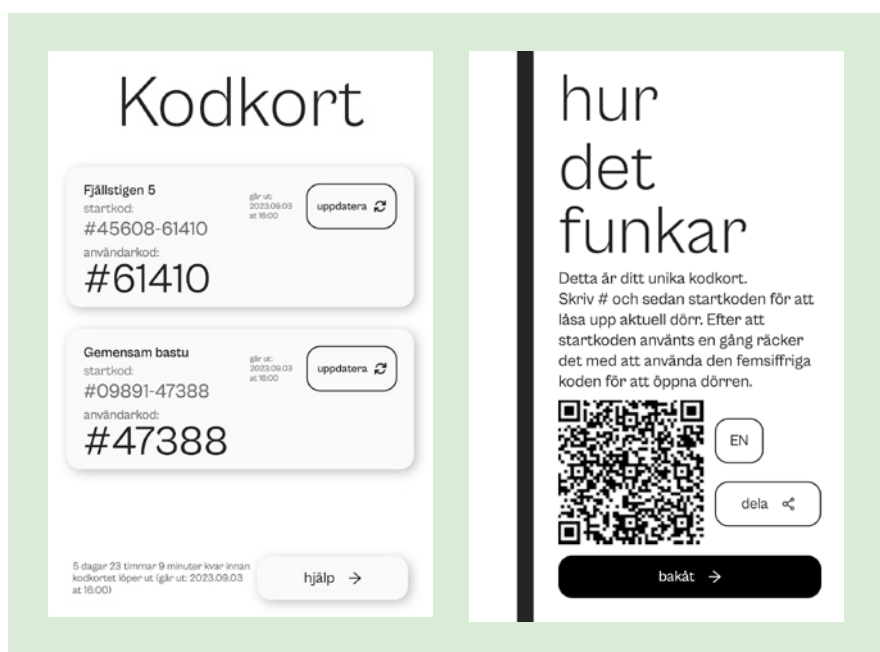 Kodkort
Fjällstigen 5
startkod:
#45608-61410
användarkod:
#61410
går ut:
2023.09.03
at 16:00
uppdatera
Gemensam bastu
startkod:
#09891-47388
användarkod:
#47388
går ut:
2023.09.03
at 16:00
uppdatera
5 dagar 23 timmar 9 minuter kvar innan
kodkortet löper ut (går ut: 2023.09.03
at 16:00)
hjälp →
hur
det
funkar
Detta är ditt unika kodkort.
Skriv # och sedan startkoden för att
låsa upp aktuell dörr. Efter att
startkoden använts en gång räcker
det med att använda den femsiffriga
koden för att öppna dörren.
EN
dela
bakåt →